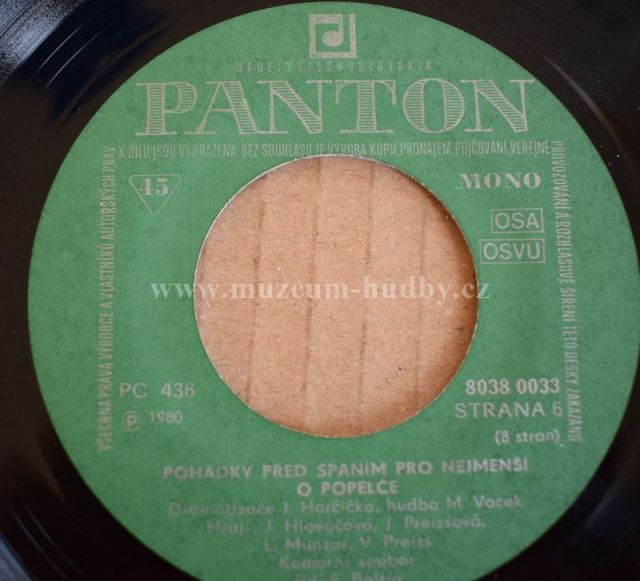 MADE IN CZECHOSLOVAKIA
PANTON
VŠECHNA PRÁVA VÝROBCE A VLASTNÍKŮ AUTORSKÝCH PRÁV
K DÍLU JSOU VYHRAZENA, BEZ SOUHLASU JE VÝROBA KOPIÍ, PRONÁJEM, PŮJČOVÁNÍ, VEŘEJNÉ
PROVOZOVÁNÍ A ROZHLASOVÉ ŠÍŘENÍ TÉTO DESKY ZAKÁZÁNO
45
MONO
OSA
OSVU
www.muzeum-hudby.cz
PC 436
8038 0033
Ⓟ 1980
STRANA 6
(8 stran)
POHÁDKY PŘED SPANÍM PRO NEJMENŠÍ
O POPELCE
Dramatizace J. Horčička, hudba M. Vacek
Hrají: J. Hlaváčová, J. Preissová,
L. Munzar, V. Preiss
Komorní soubor